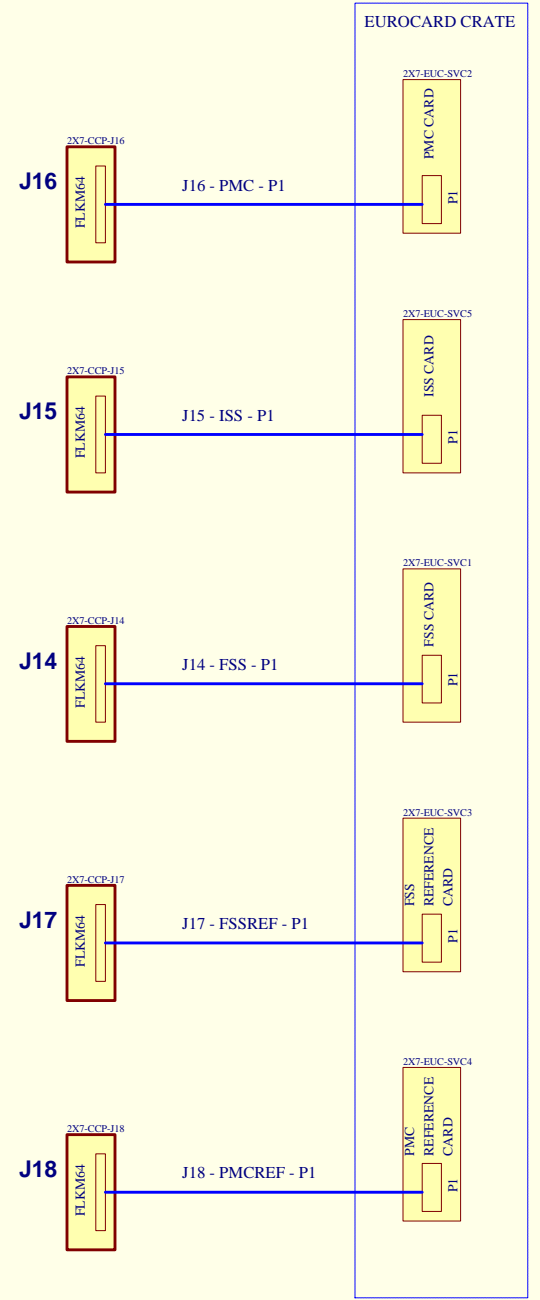 EUROCARD CRATE
2X7-EUC-SVC2
PMC CARD
P1
2X7-CCP-J16
J16
FLKM64
J16 - PMC - P1
2X7-EUC-SVC5
ISS CARD
P1
2X7-CCP-J15
J15
FLKM64
J15 - ISS - P1
2X7-EUC-SVC1
FSS CARD
P1
2X7-CCP-J14
J14
FLKM64
J14 - FSS - P1
2X7-EUC-SVC3
FSS
REFERENCE
CARD
P1
2X7-CCP-J17
J17
FLKM64
J17 - FSSREF - P1
2X7-EUC-SVC4
PMC
REFERENCE
CARD
P1
2X7-CCP-J18
J18
FLKM64
J18 - PMCREF - P1